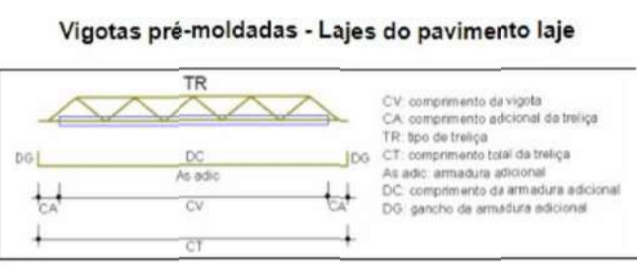 Vigotas pré-moldadas - Lajes do pavimento laje
TR
DG DC DG
As adic
CA CV CA
CT
CV: comprimento da vigota
CA: comprimento adicional da treliça
TR: tipo de treliça
CT: comprimento total da treliça
As adic: armadura adicional
DC: comprimento da armadura adicional
DG: gancho da armadura adicional